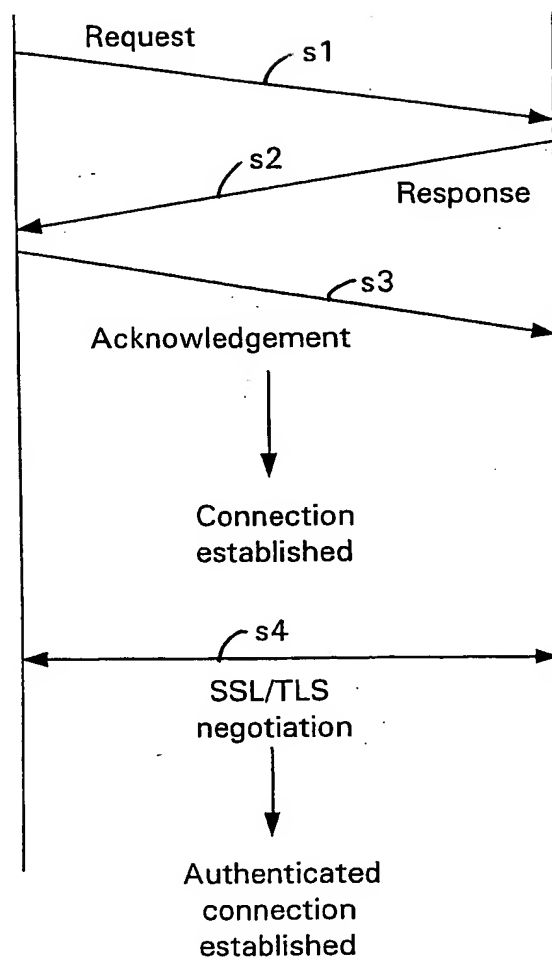 Request
s1
s2
Response
s3
Acknowledgement
Connection
established
s4
SSL/TLS
negotiation
Authenticated
connection
established